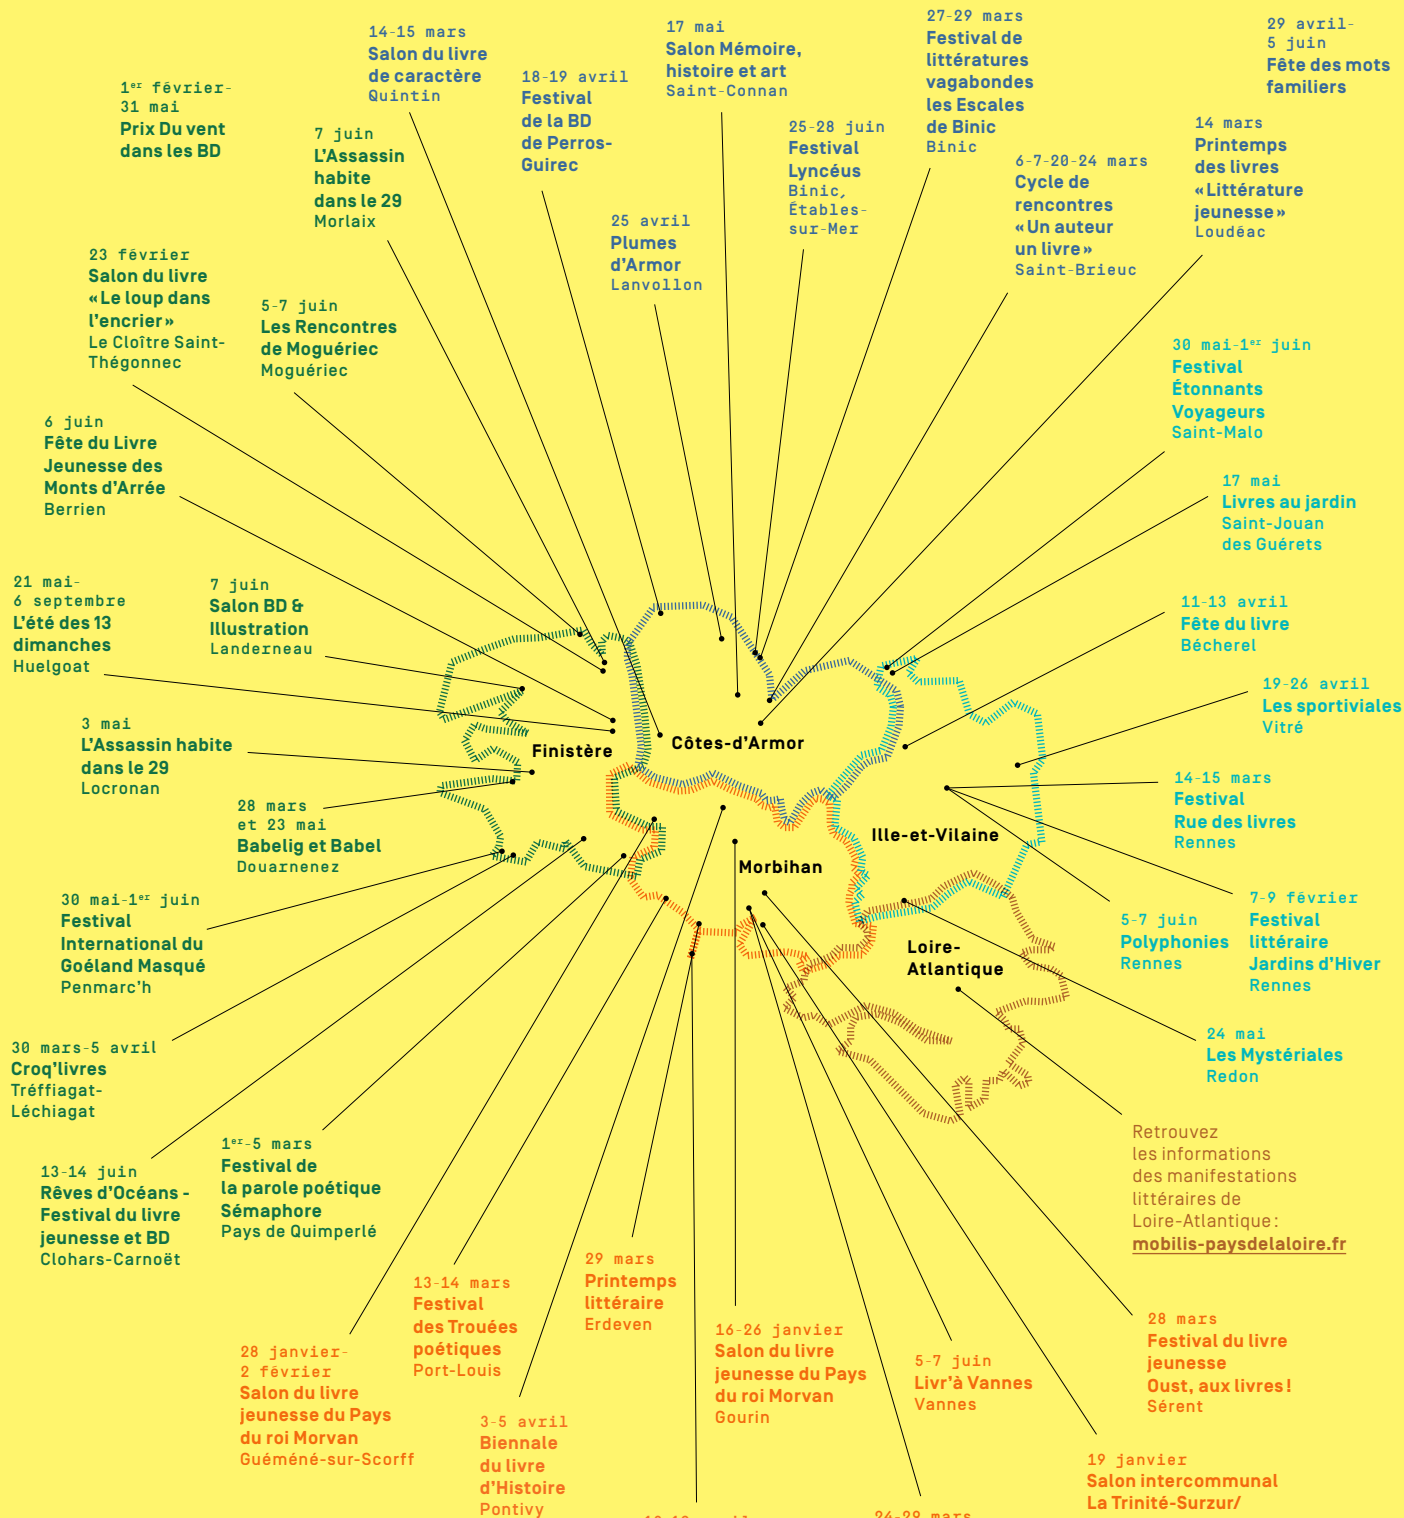 14-15 mars
Salon du livre
de caractère
Quintin
17 mai
Salon Mémoire,
histoire et art
Saint-Connan
27-29 mars
Festival de
littératures
vagabondes
les Escales
de Binic
Binic
29 avril-
5 juin
Fête des mots
familiers
1er février-
31 mai
Prix Du vent
dans les BD
18-19 avril
Festival
de la BD
de Perros-
Guirec
7 juin
L'Assassin
habite
dans le 29
Morlaix
25-28 juin
Festival
Lyncéus
Binic,
Étables-
sur-Mer
14 mars
Printemps
des livres
«Littérature
jeunesse»
Loudéac
6-7-20-24 mars
Cycle de
rencontres
«Un auteur
un livre»
Saint-Brieuc
25 avril
Plumes
d'Armor
Lanvollon
23 février
Salon du livre
«Le loup dans
l'encrier»
Le Cloître Saint-
Thégonnec
5-7 juin
Les Rencontres
de Moguériec
Moguériec
30 mai-1er juin
Festival
Étonnants
Voyageurs
Saint-Malo
6 juin
Fête du Livre
Jeunesse des
Monts d'Arrée
Berrien
17 mai
Livres au jardin
Saint-Jouan
des Guérets
21 mai-
6 septembre
L'été des 13
dimanches
Huelgoat
7 juin
Salon BD &
Illustration
Landerneau
11-13 avril
Fête du livre
Bécherel
19-26 avril
Les sportiviales
Vitré
3 mai
L'Assassin habite
dans le 29
Locronan
Finistère
Côtes-d'Armor
14-15 mars
Festival
Rue des livres
Rennes
28 mars
et 23 mai
Babelig et Babel
Douarnenez
Ille-et-Vilaine
Morbihan
30 mai-1er juin
Festival
International du
Goéland Masqué
Penmarc'h
5-7 juin
Polyphonies
Rennes
7-9 février
Festival
littéraire
Jardins d'Hiver
Rennes
Loire-
Atlantique
30 mars-5 avril
Croq'livres
Tréffiagat-
Léchiagat
24 mai
Les Mystériales
Redon
13-14 juin
Rêves d'Océans -
Festival du livre
jeunesse et BD
Clohars-Carnoët
1er-5 mars
Festival de
la parole poétique
Sémaphore
Pays de Quimperlé
Retrouvez
les informations
des manifestations
littéraires de
Loire-Atlantique :
mobilis-paysdelaloire.fr
28 janvier-
2 février
Salon du livre
jeunesse du Pays
du roi Morvan
Guéméné-sur-Scorff
13-14 mars
Festival
des Trouées
poétiques
Port-Louis
29 mars
Printemps
littéraire
Erdeven
3-5 avril
Biennale
du livre
d'Histoire
Pontivy
16-26 janvier
Salon du livre
jeunesse du Pays
du roi Morvan
Gourin
5-7 juin
Livr'à Vannes
Vannes
28 mars
Festival du livre
jeunesse
Oust, aux livres !
Sérent
19 janvier
Salon intercommunal
La Trinité-Surzur/
24-29 mars